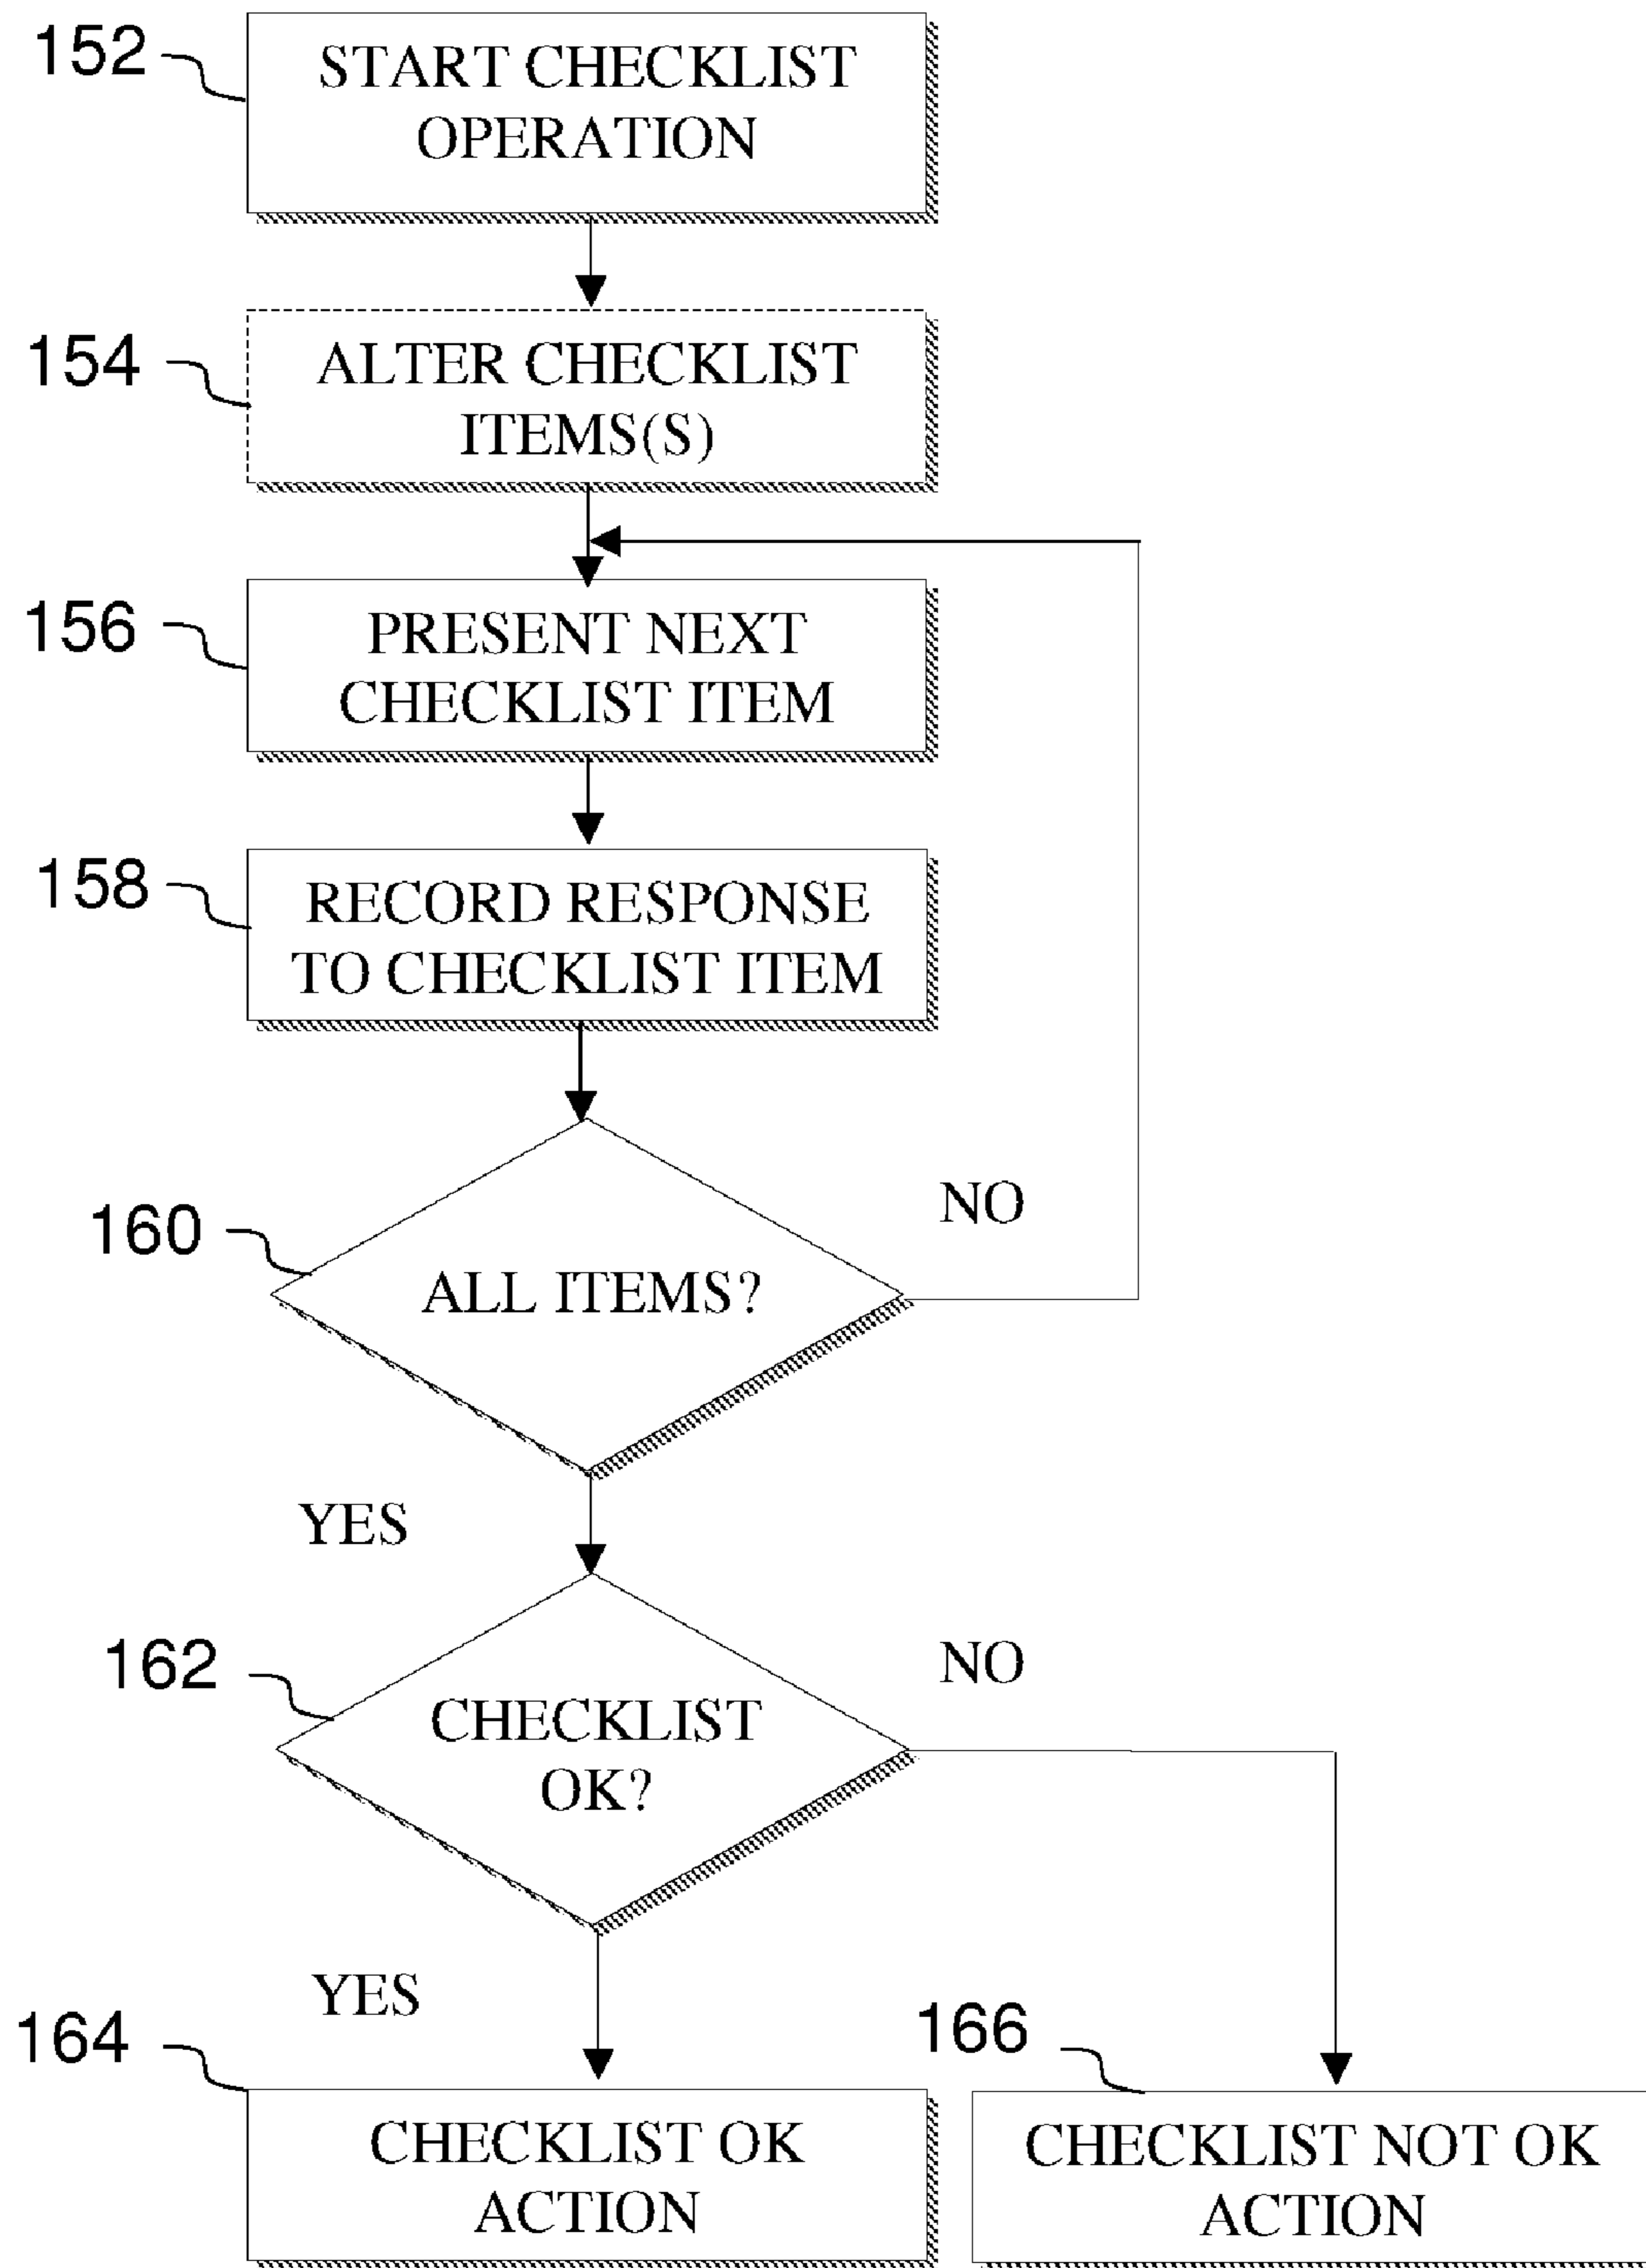 152
START CHECKLIST
OPERATION
154
ALTER CHECKLIST
ITEMS(S)
156
PRESENT NEXT
CHECKLIST ITEM
158
RECORD RESPONSE
TO CHECKLIST ITEM
160
ALL ITEMS?
NO
YES
162
CHECKLIST
OK?
NO
YES
164
CHECKLIST OK
ACTION
166
CHECKLIST NOT OK
ACTION